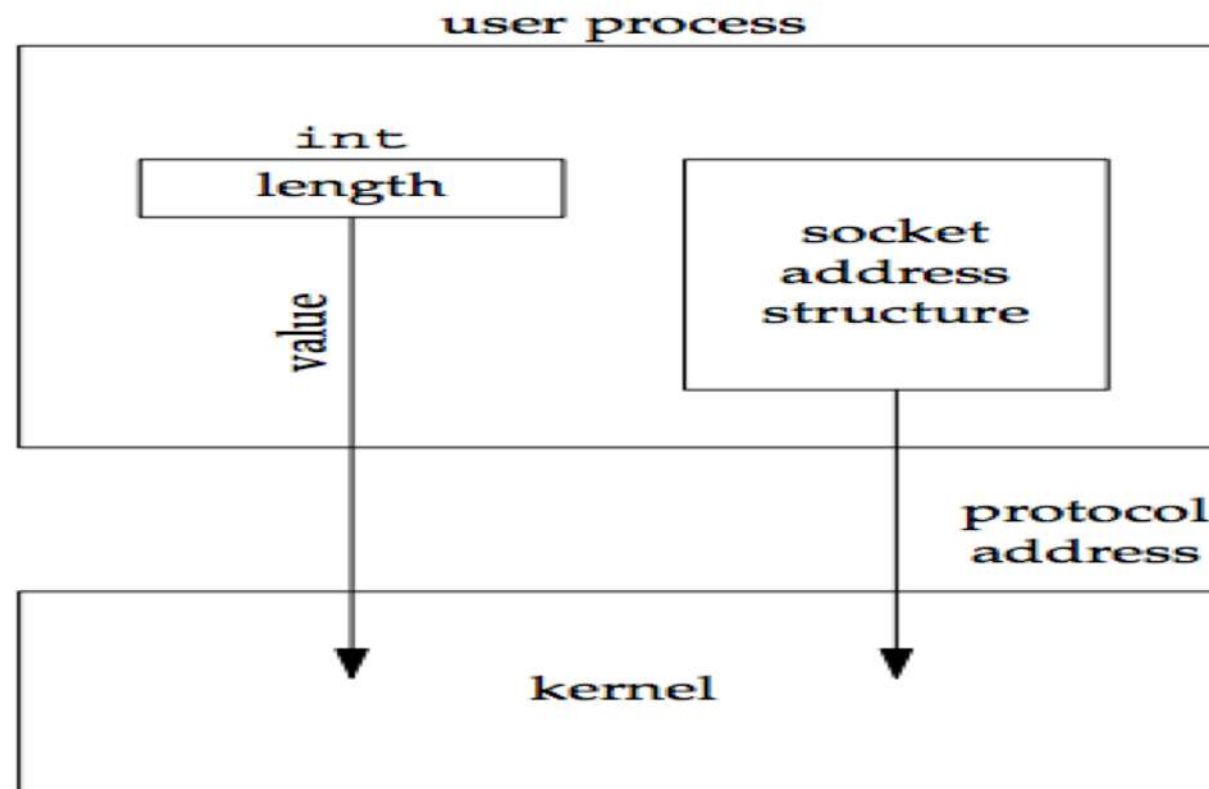 user process
int
length
socket
address
structure
value
protocol
address
kernel